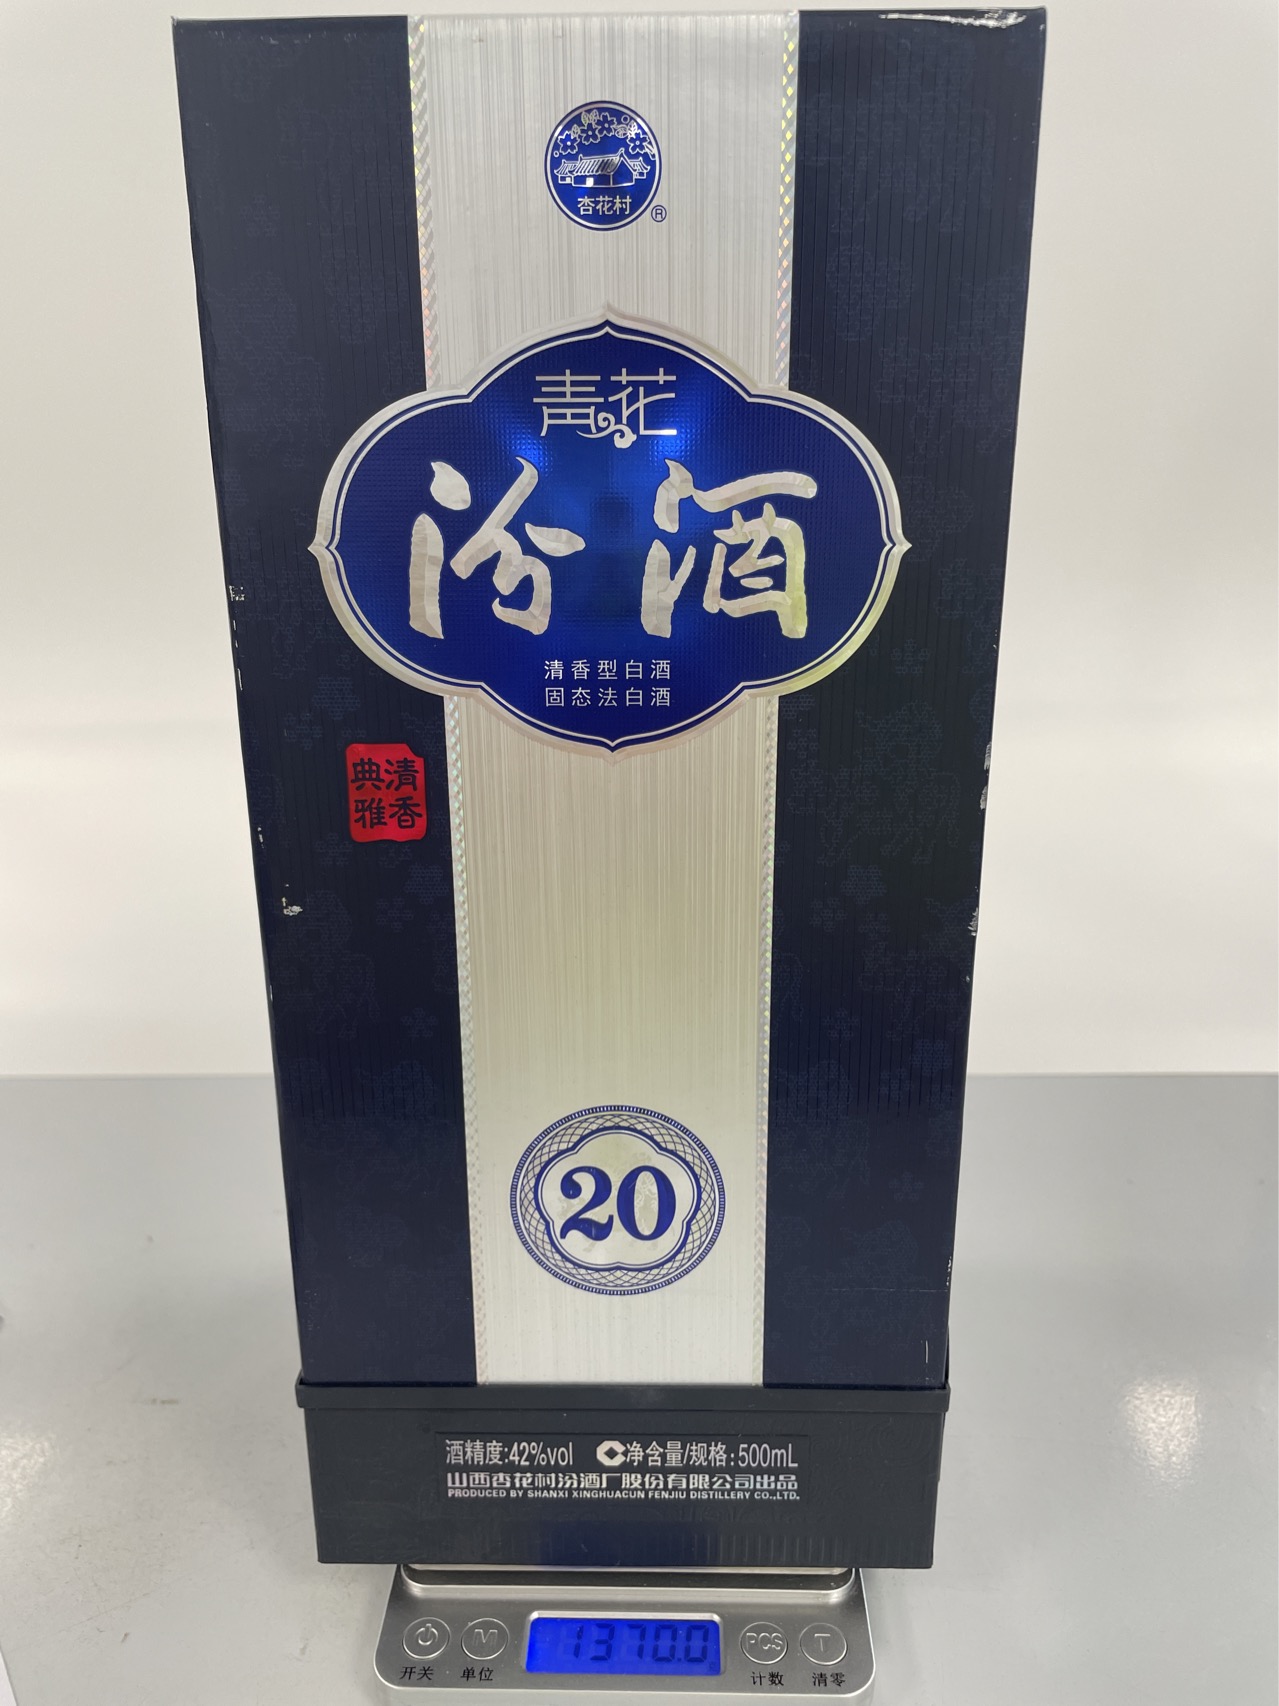 杏花村
®
青花
汾酒
清香型白酒
固态法白酒
清香
典雅
20
酒精度:42%vol 净含量/规格:500mL
山西杏花村汾酒厂股份有限公司出品
PRODUCED BY SHANXI XINGHUACUN FENJIU DISTILLERY CO.,LTD.
M 1370.0 PCS T
开关 单位 计数 清零